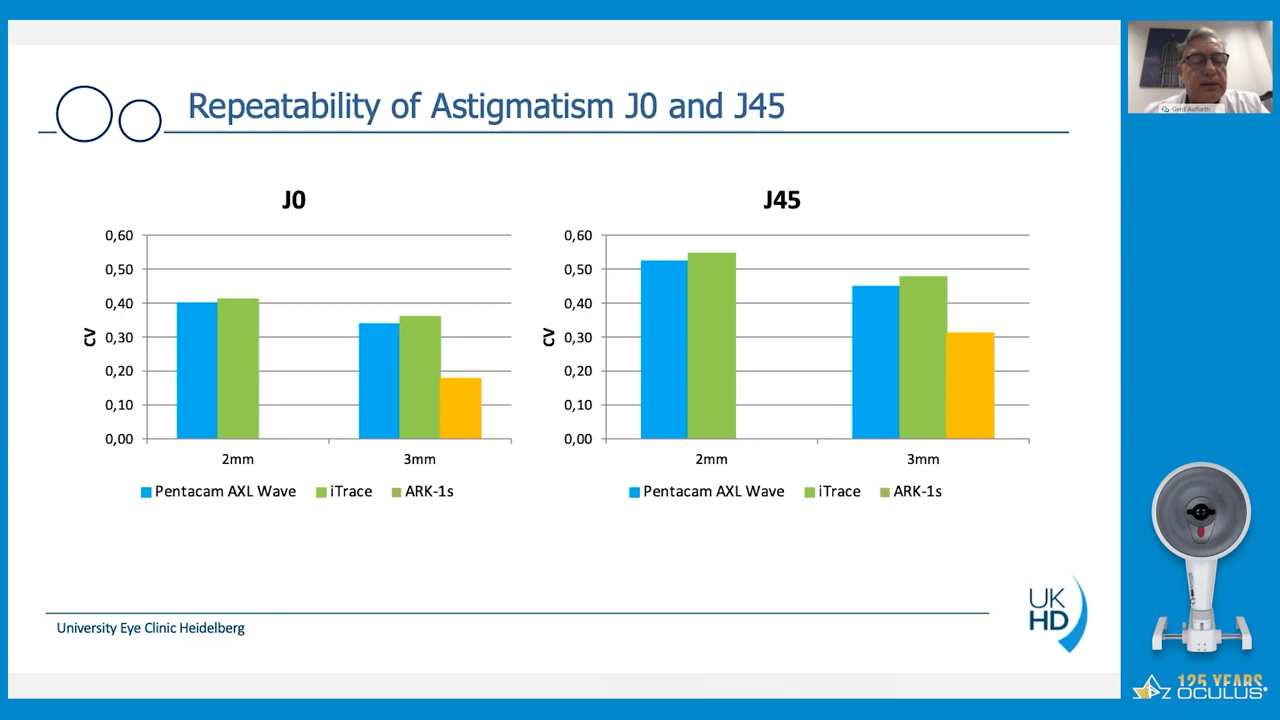 Repeatability of Astigmatism J0 and J45
J0
0,60
0,50
0,40
0,30
0,20
0,10
0,00
CV
2mm 3mm
Pentacam AXL Wave iTrace ARK-1s
J45
0,60
0,50
0,40
0,30
0,20
0,10
0,00
CV
2mm 3mm
Pentacam AXL Wave iTrace ARK-1s
University Eye Clinic Heidelberg
UK
HD
Gerd Auffarth
125 YEARS
OCULUS®